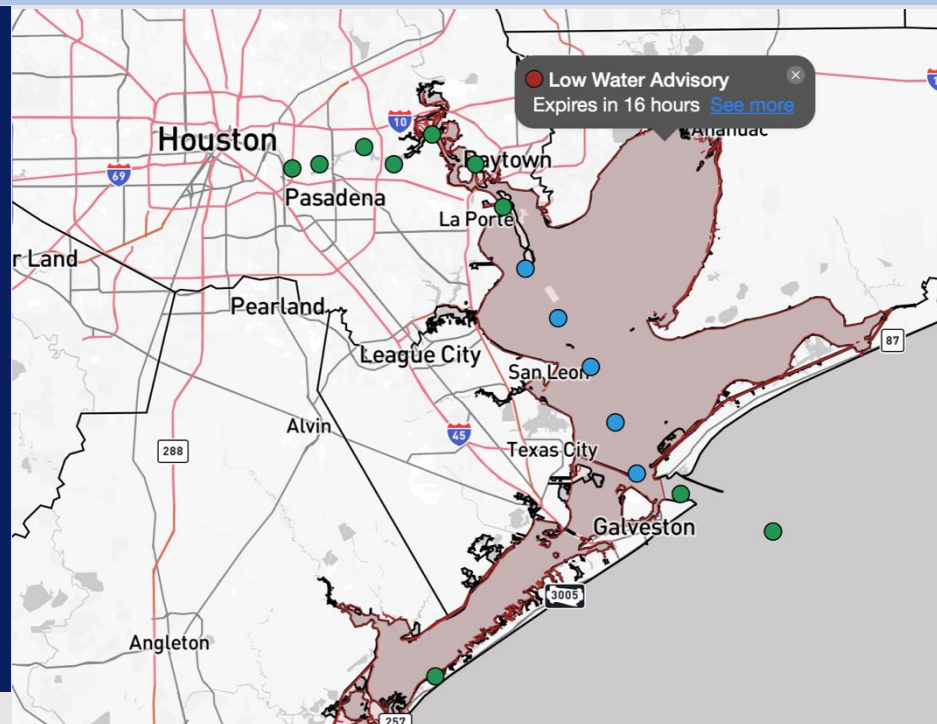 Low Water Advisory
Expires in 16 hours See more
Anahuac
10
Houston
Baytown
69
Pasadena
La Porte
r Land
Pearland
87
League City
San Leon
Alvin
45
288
Texas City
Galveston
3005
Angleton
257